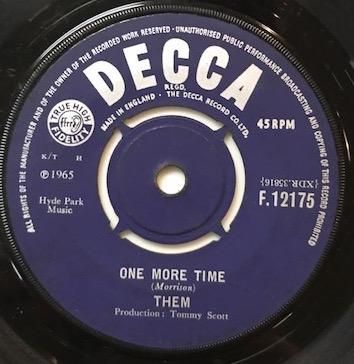 ALL RIGHTS OF THE MANUFACTURER AND OF THE OWNER OF THE RECORDED WORK RESERVED · UNAUTHORISED PUBLIC PERFORMANCE BROADCASTING AND COPYING OF THIS RECORD PROHIBITED
DECCA
REGD.
MADE IN ENGLAND · THE DECCA RECORD CO. LTD.
TRUE HIGH FIDELITY
ffrr
45 RPM
K/T H
℗ 1965
{XDR.35816}
Hyde Park
Music
F.12175
ONE MORE TIME
(Morrison)
THEM
Production: Tommy Scott